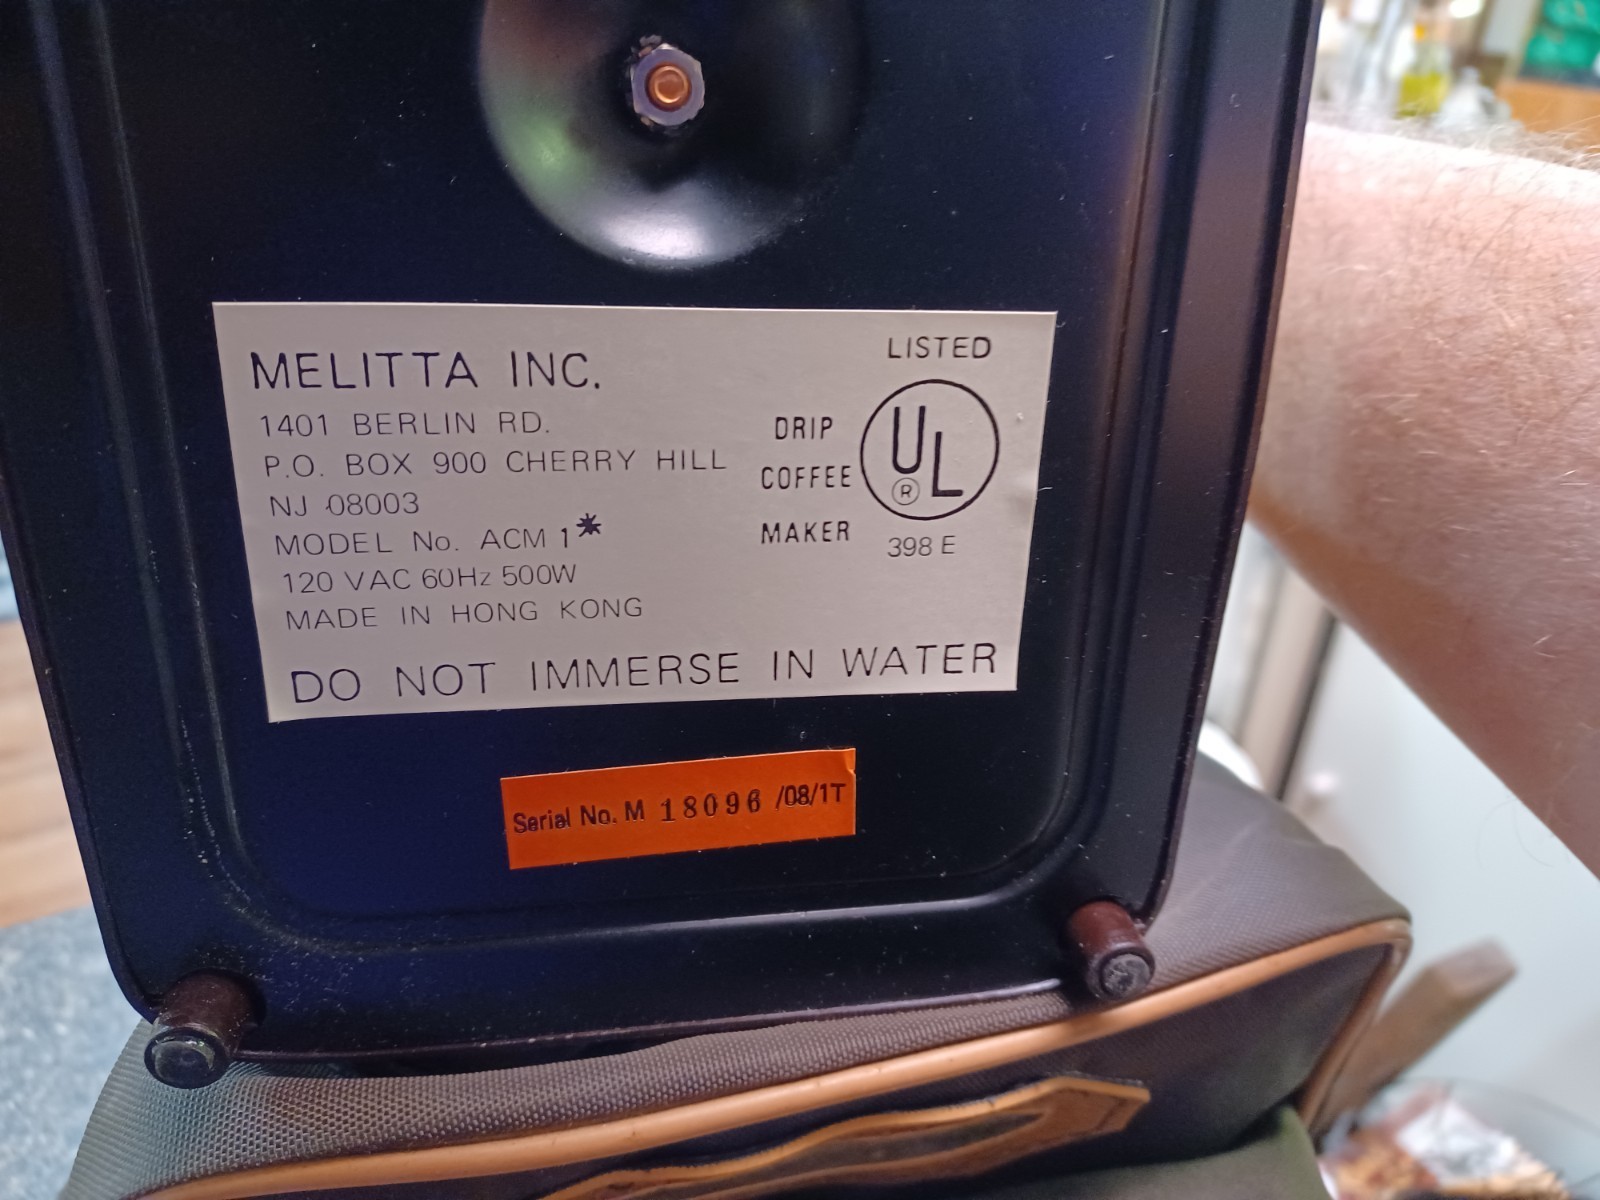 MELITTA INC.
1401 BERLIN RD.
P.O. BOX 900 CHERRY HILL
NJ 08003
MODEL No. ACM 1*
120 VAC 60Hz 500W
MADE IN HONG KONG
LISTED
DRIP
COFFEE
MAKER
UL
®
398 E
DO NOT IMMERSE IN WATER
Serial No. M 18096 /08/1T